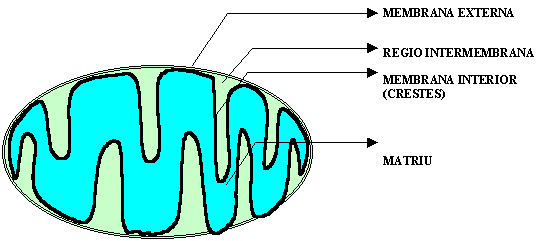 MEMBRANA EXTERNA
REGIO INTERMEMBRANA
MEMBRANA INTERIOR
(CRESTES)
MATRIU